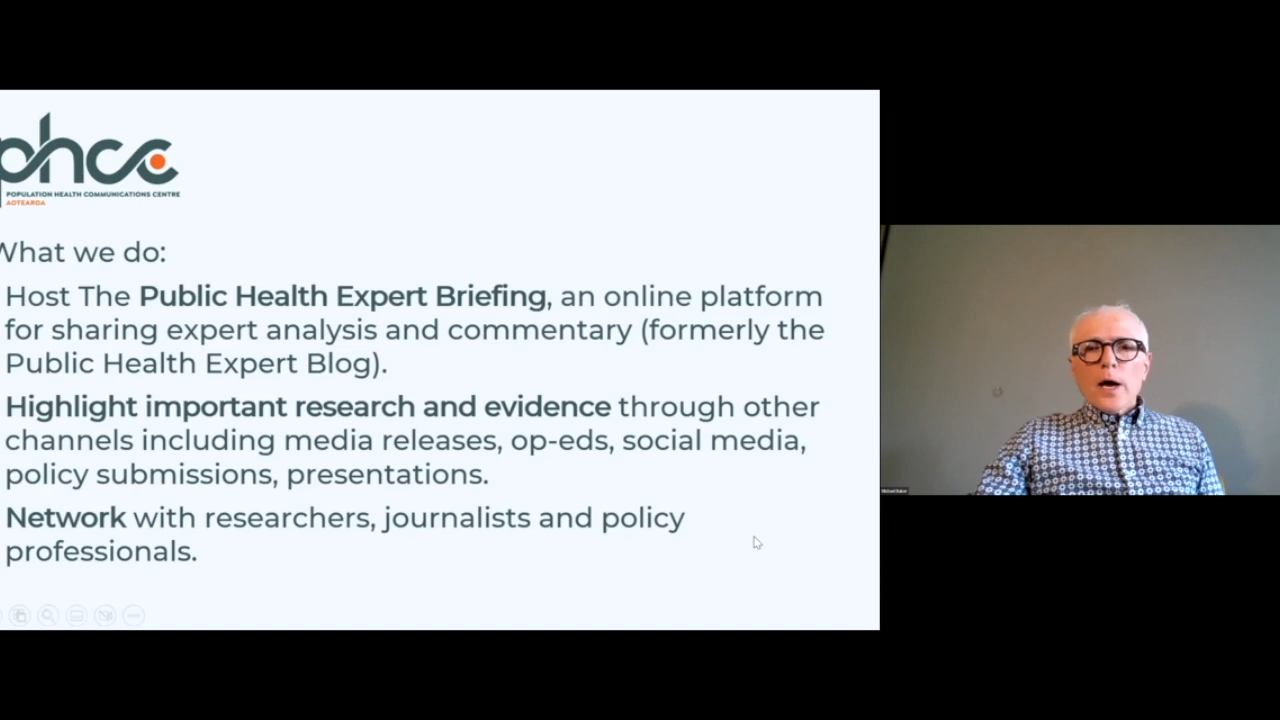 phcc
POPULATION HEALTH COMMUNICATIONS CENTRE
AOTEAROA
What we do:
Host The Public Health Expert Briefing, an online platform
for sharing expert analysis and commentary (formerly the
Public Health Expert Blog).
Highlight important research and evidence through other
channels including media releases, op-eds, social media,
policy submissions, presentations.
Network with researchers, journalists and policy
professionals.
Michael Baker